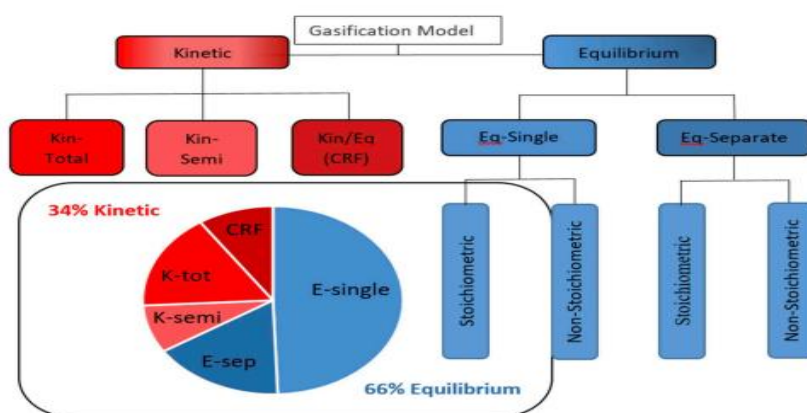 Gasification Model
Kinetic
Equilibrium
Kin-
Total
Kin-
Semi
Kin/Eq
(CRF)
Eq-Single
Eq-Separate
34% Kinetic
CRF
K-tot
K-semi
E-sep
E-single
66% Equilibrium
Stoichiometric
Non-Stoichiometric
Stoichiometric
Non-Stoichiometric